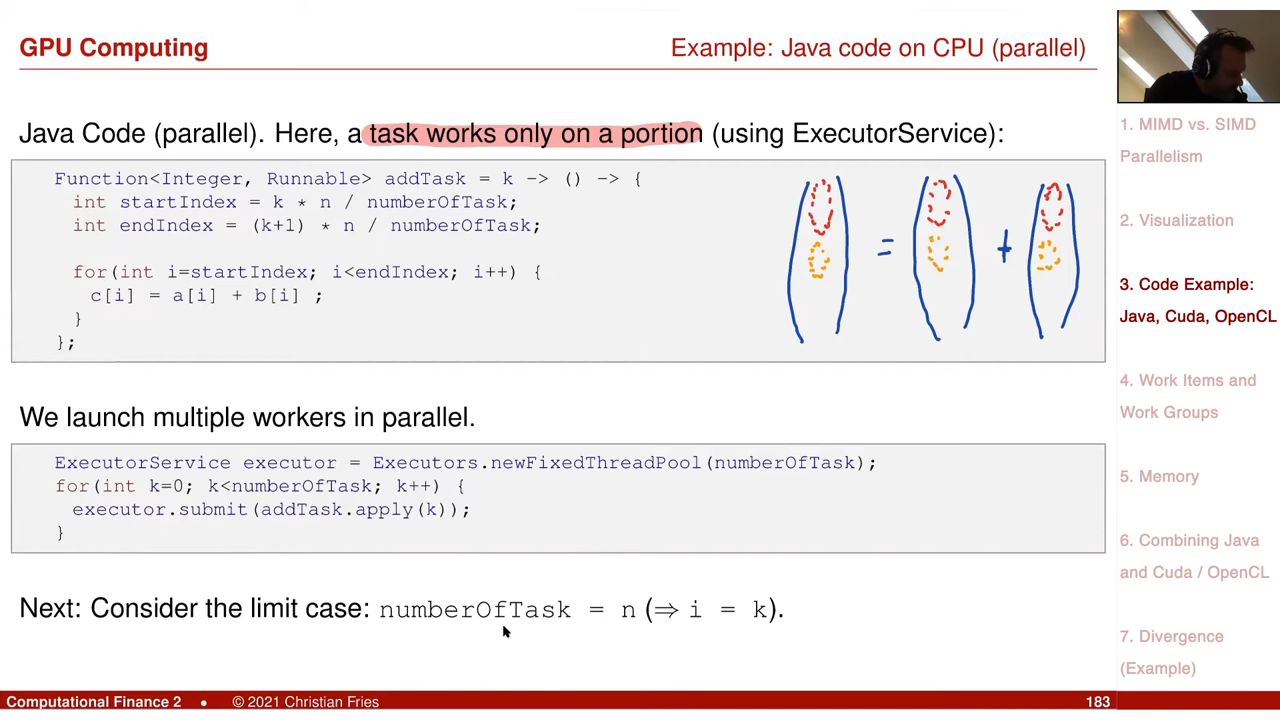 GPU Computing
Example: Java code on CPU (parallel)
Java Code (parallel). Here, a task works only on a portion (using ExecutorService):
Function<Integer, Runnable> addTask = k -> () -> {
int startIndex = k * n / numberOfTask;
int endIndex = (k+1) * n / numberOfTask;
for(int i=startIndex; i<endIndex; i++) {
c[i] = a[i] + b[i] ;
}
};
( ) = ( ) + ( )
We launch multiple workers in parallel.
ExecutorService executor = Executors.newFixedThreadPool(numberOfTask);
for(int k=0; k<numberOfTask; k++) {
executor.submit(addTask.apply(k));
}
Next: Consider the limit case: numberOfTask = n (⇒ i = k).
1. MIMD vs. SIMD
Parallelism
2. Visualization
3. Code Example:
Java, Cuda, OpenCL
4. Work Items and
Work Groups
5. Memory
6. Combining Java
and Cuda / OpenCL
7. Divergence
(Example)
Computational Finance 2 • © 2021 Christian Fries
183